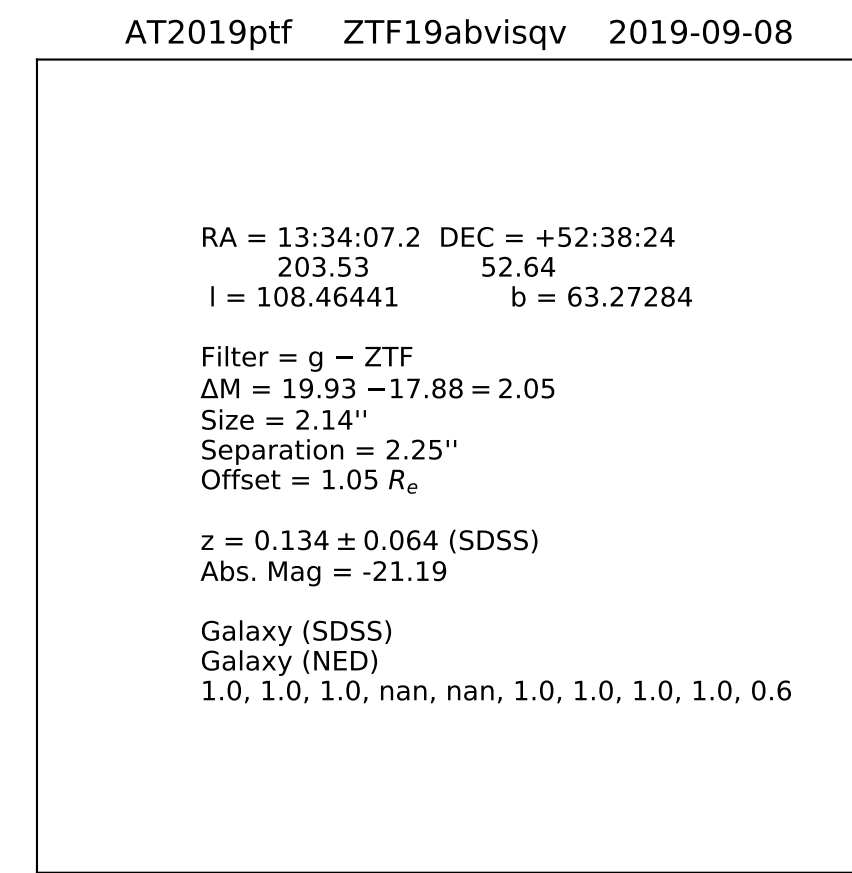 AT2019ptf ZTF19abvisqv 2019-09-08
RA = 13:34:07.2 DEC = +52:38:24
203.53 52.64
l = 108.46441 b = 63.27284
Filter = g − ZTF
ΔM = 19.93 −17.88 = 2.05
Size = 2.14''
Separation = 2.25''
Offset = 1.05 Re
z = 0.134 ± 0.064 (SDSS)
Abs. Mag = -21.19
Galaxy (SDSS)
Galaxy (NED)
1.0, 1.0, 1.0, nan, nan, 1.0, 1.0, 1.0, 1.0, 0.6